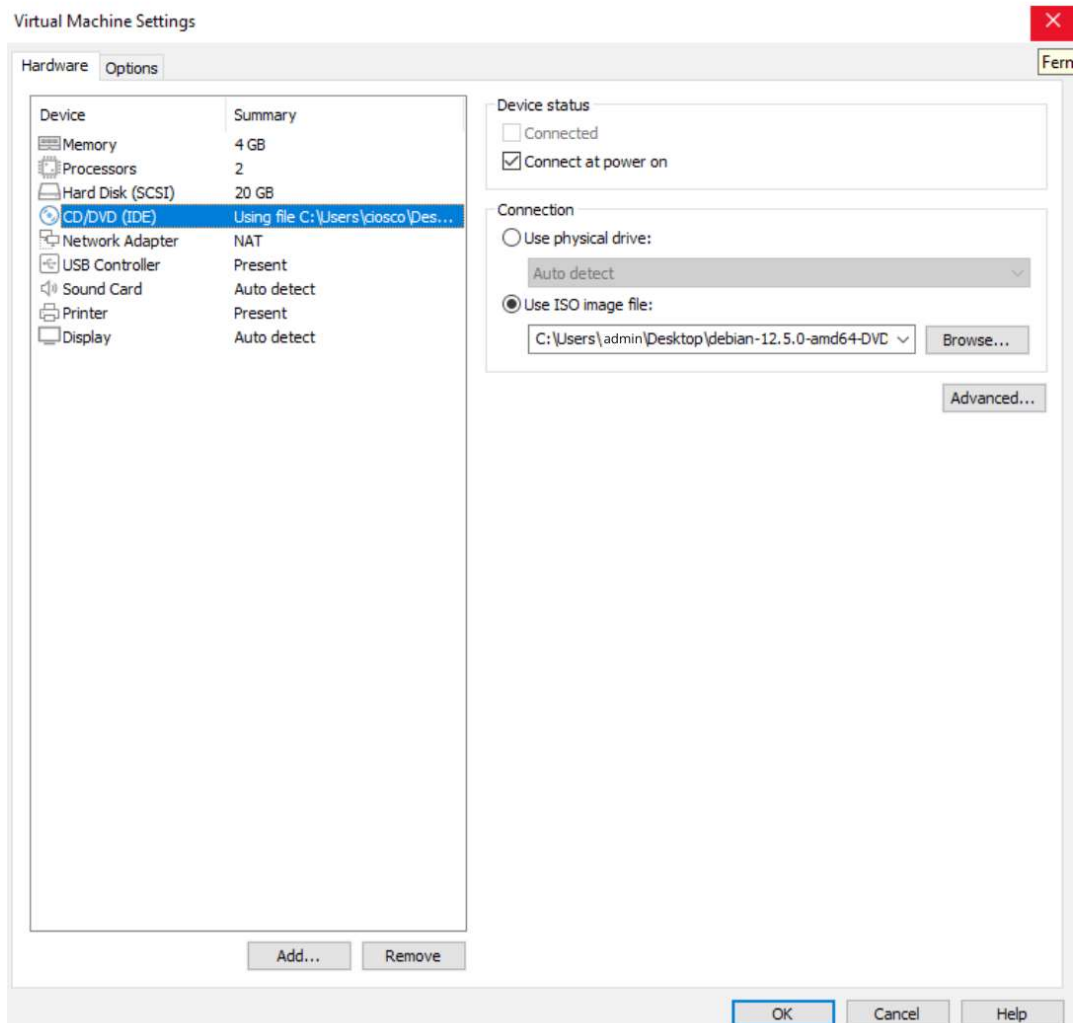 Virtual Machine Settings
Ferm
Hardware Options
Device Summary
Memory 4 GB
Processors 2
Hard Disk (SCSI) 20 GB
CD/DVD (IDE) Using file C:\Users\ciosco\Des...
Network Adapter NAT
USB Controller Present
Sound Card Auto detect
Printer Present
Display Auto detect
Add... Remove
Device status
Connected
Connect at power on
Connection
Use physical drive:
Auto detect
Use ISO image file:
C:\Users\admin\Desktop\debian-12.5.0-amd64-DVD Browse...
Advanced...
OK Cancel Help